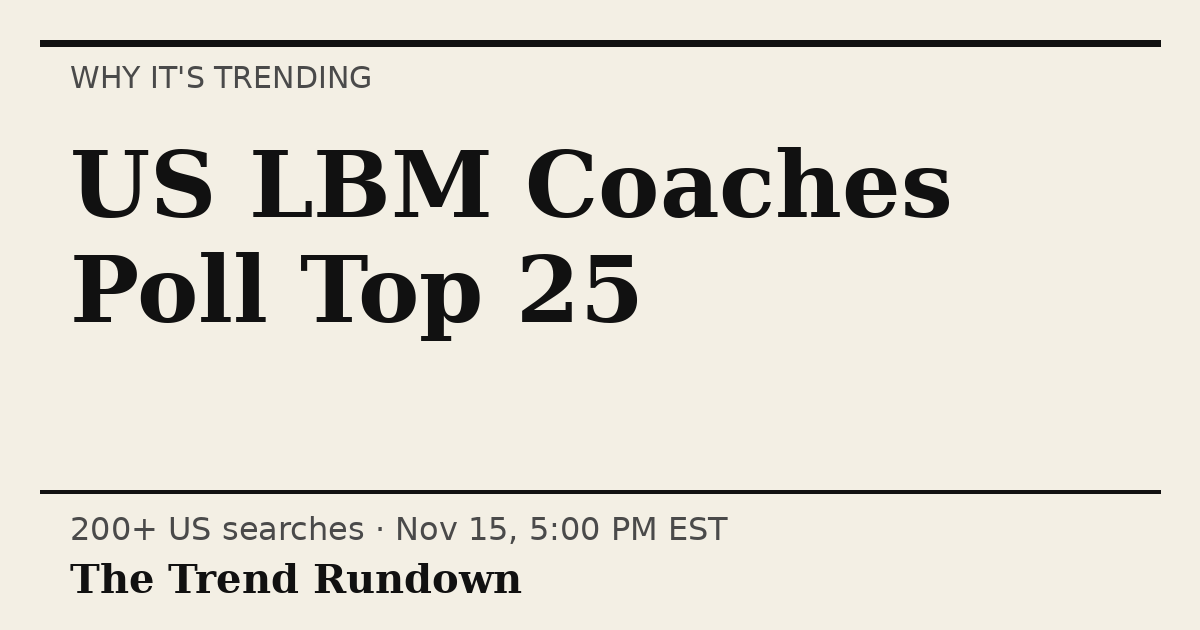 WHY IT'S TRENDING
US LBM Coaches
Poll Top 25
200+ US searches · Nov 15, 5:00 PM EST
The Trend Rundown